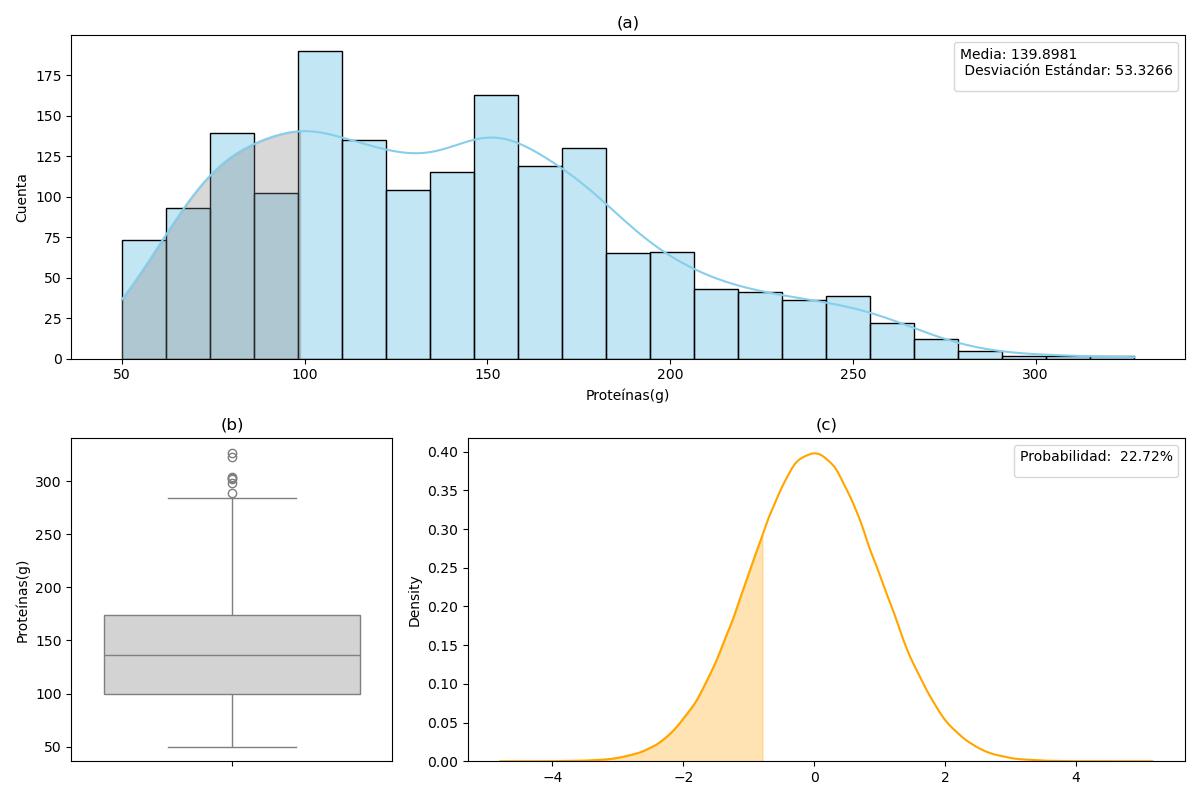 (a)
Media: 139.8981
Desviación Estándar: 53.3266
175
150
125
100
75
50
25
0
Cuenta
50 100 150 200 250 300
Proteínas(g)
(b)
300
250
200
150
100
50
Proteínas(g)
(c)
Probabilidad: 22.72%
0.40
0.35
0.30
0.25
0.20
0.15
0.10
0.05
0.00
Density
−4 −2 0 2 4